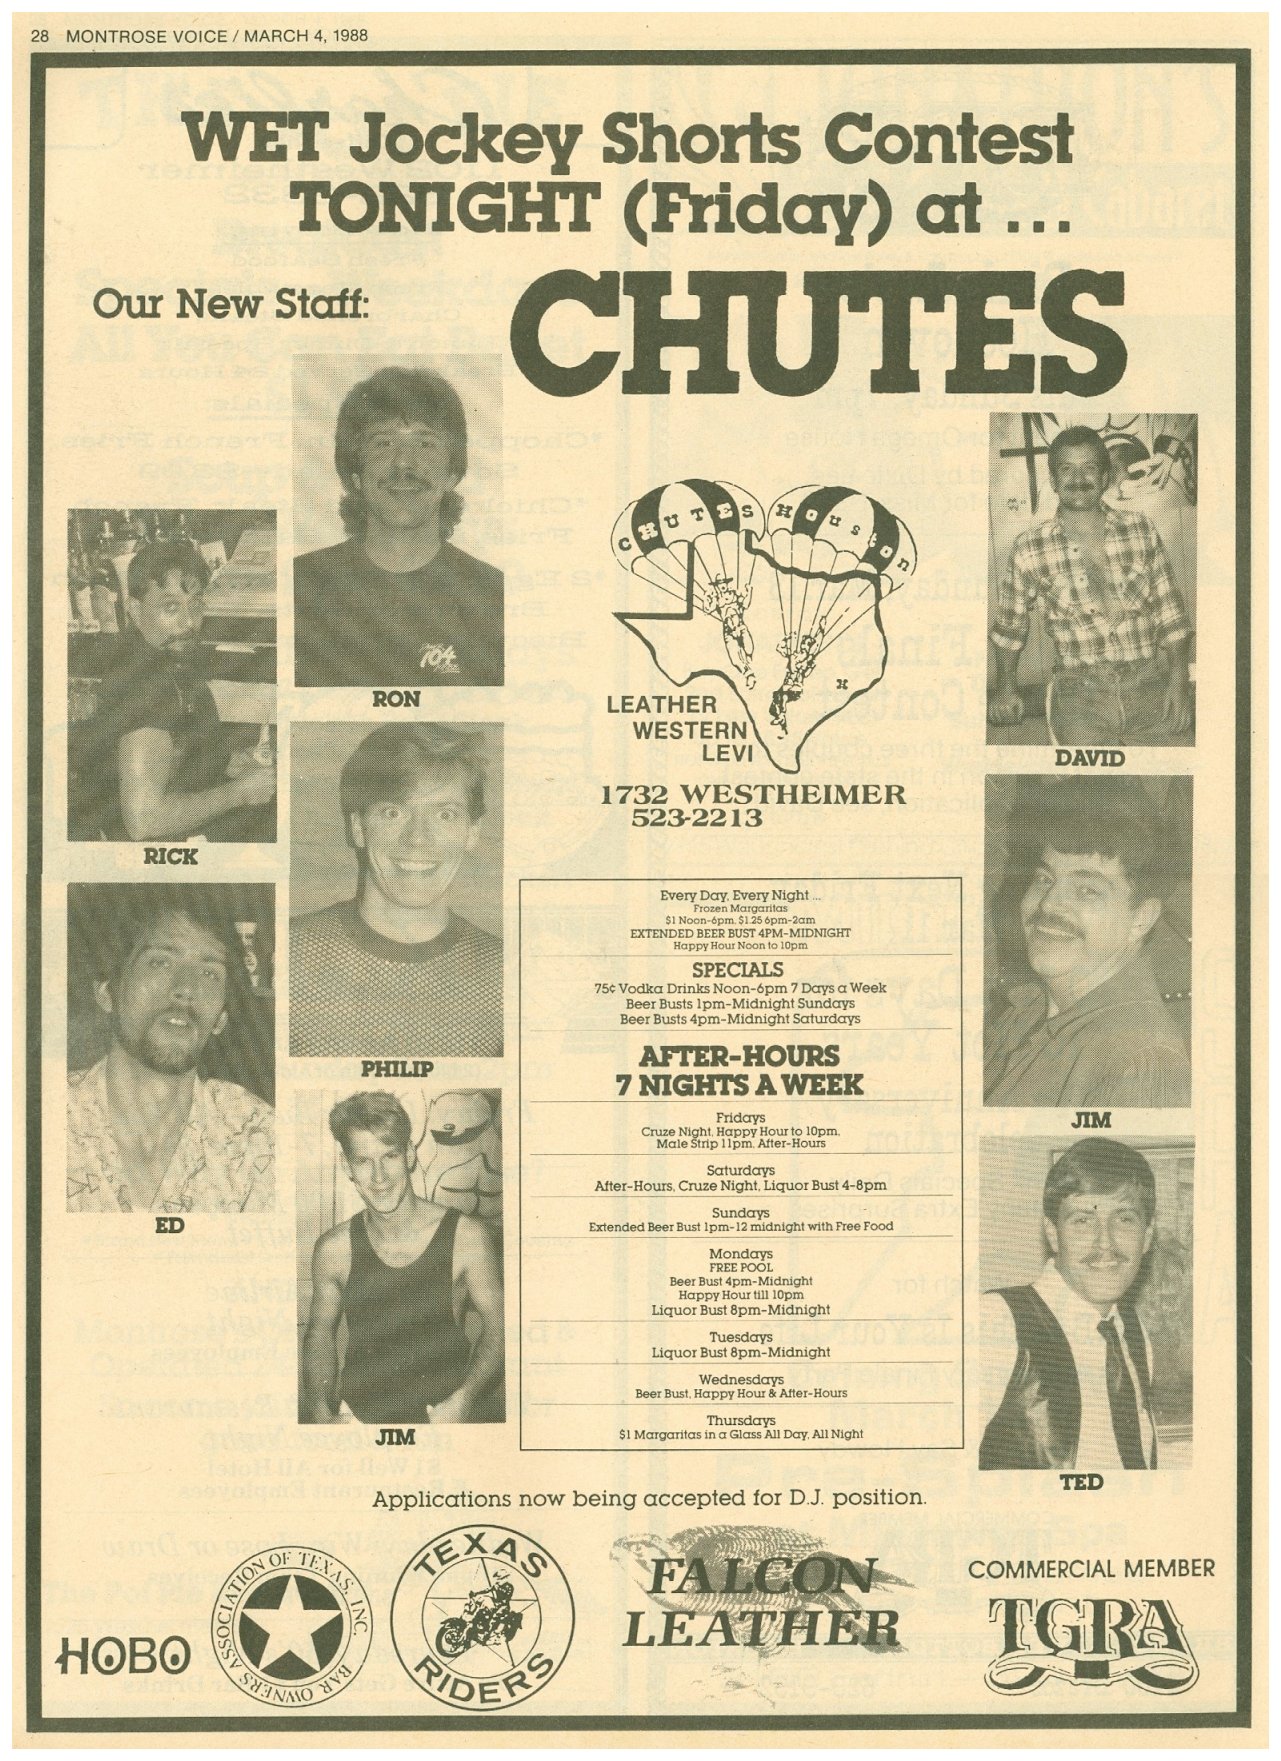 28 MONTROSE VOICE / MARCH 4, 1988
WET Jockey Shorts Contest
TONIGHT (Friday) at ...
CHUTES
Our New Staff:
RON
RICK
PHILIP
ED
JIM
CHUTES HOUSTON
LEATHER
WESTERN
LEVI
1732 WESTHEIMER
523-2213
DAVID
JIM
TED
Every Day, Every Night ...
Frozen Margaritas
$1 Noon-6pm, $1.25 6pm-2am
EXTENDED BEER BUST 4PM-MIDNIGHT
Happy Hour Noon to 10pm
SPECIALS
75¢ Vodka Drinks Noon-6pm 7 Days a Week
Beer Busts 1pm-Midnight Sundays
Beer Busts 4pm-Midnight Saturdays
AFTER-HOURS
7 NIGHTS A WEEK
Fridays
Cruze Night, Happy Hour to 10pm,
Male Strip 11pm, After-Hours
Saturdays
After-Hours, Cruze Night, Liquor Bust 4-8pm
Sundays
Extended Beer Bust 1pm-12 midnight with Free Food
Mondays
FREE POOL
Beer Bust 4pm-Midnight
Happy Hour till 10pm
Liquor Bust 8pm-Midnight
Tuesdays
Liquor Bust 8pm-Midnight
Wednesdays
Beer Bust, Happy Hour & After-Hours
Thursdays
$1 Margaritas in a Glass All Day, All Night
Applications now being accepted for D.J. position.
HOBO
BAR OWNERS ASSOCIATION OF TEXAS, INC.
TEXAS
RIDERS
FALCON
LEATHER
COMMERCIAL MEMBER
TGRA